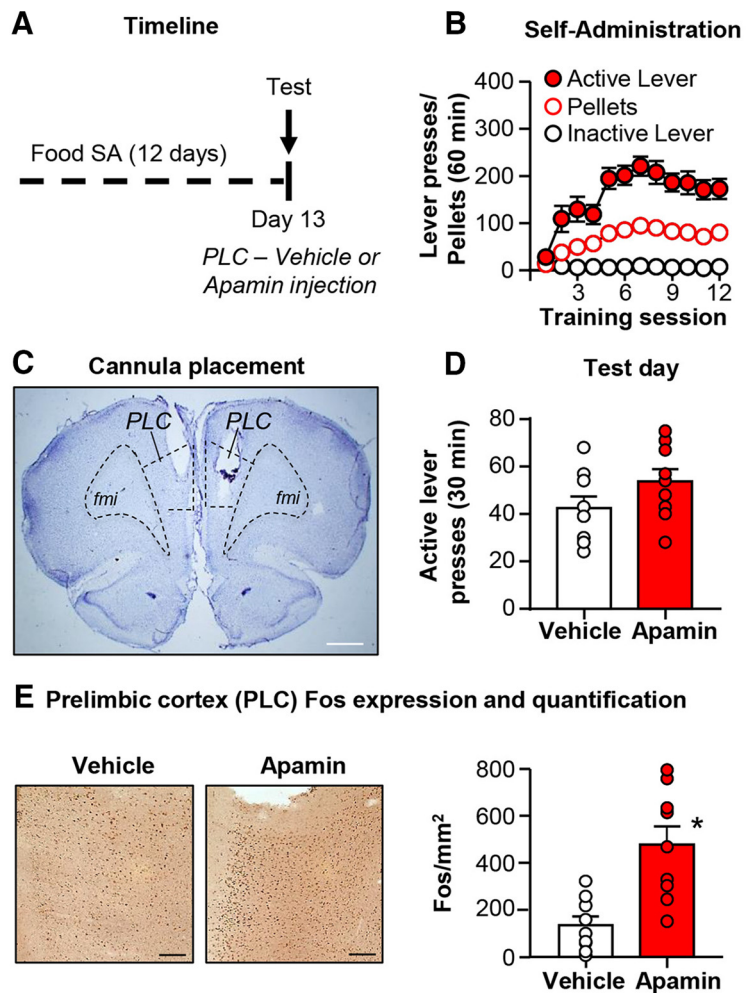 A Timeline
Test
Food SA (12 days)
Day 13
PLC – Vehicle or
Apamin injection
B Self-Administration
Lever presses/
Pellets (60 min)
400
300
200
100
0
Active Lever
Pellets
Inactive Lever
3 6 9 12
Training session
C Cannula placement
PLC PLC
fmi fmi
D Test day
Active lever
presses (30 min)
80
60
40
20
0
Vehicle Apamin
E Prelimbic cortex (PLC) Fos expression and quantification
Vehicle Apamin
Fos/mm²
800
600
400
200
0
*
Vehicle Apamin